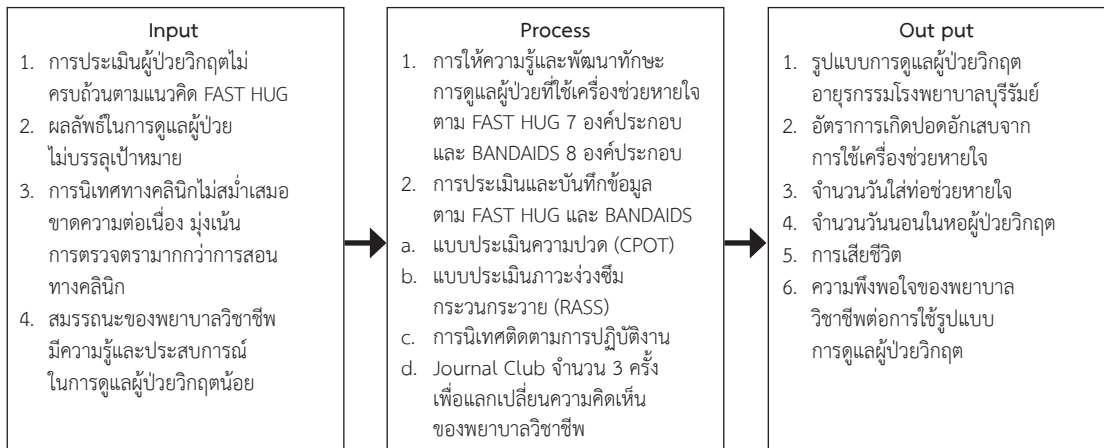 Input
1. การประเมินผู้ป่วยวิกฤตไม่
ครบถ้วนตามแนวคิด FAST HUG
2. ผลลัพธ์ในการดูแลผู้ป่วย
ไม่บรรลุเป้าหมาย
3. การนิเทศทางคลินิกไม่สม่ำเสมอ
ขาดความต่อเนื่อง มุ่งเน้น
การตรวจตรามากกว่าการสอน
ทางคลินิก
4. สมรรถนะของพยาบาลวิชาชีพ
มีความรู้และประสบการณ์
ในการดูแลผู้ป่วยวิกฤตน้อย
Process
1. การให้ความรู้และพัฒนาทักษะ
การดูแลผู้ป่วยที่ใช้เครื่องช่วยหายใจ
ตาม FAST HUG 7 องค์ประกอบ
และ BANDAIDS 8 องค์ประกอบ
2. การประเมินและบันทึกข้อมูล
ตาม FAST HUG และ BANDAIDS
a. แบบประเมินความปวด (CPOT)
b. แบบประเมินภาวะง่วงซึม
กระวนกระวาย (RASS)
c. การนิเทศติดตามการปฏิบัติงาน
d. Journal Club จำนวน 3 ครั้ง
เพื่อแลกเปลี่ยนความคิดเห็น
ของพยาบาลวิชาชีพ
Out put
1. รูปแบบการดูแลผู้ป่วยวิกฤต
อายุรกรรมโรงพยาบาลบุรีรัมย์
2. อัตราการเกิดปอดอักเสบจาก
การใช้เครื่องช่วยหายใจ
3. จำนวนวันใส่ท่อช่วยหายใจ
4. จำนวนวันนอนในหอผู้ป่วยวิกฤต
5. การเสียชีวิต
6. ความพึงพอใจของพยาบาล
วิชาชีพต่อการใช้รูปแบบ
การดูแลผู้ป่วยวิกฤต